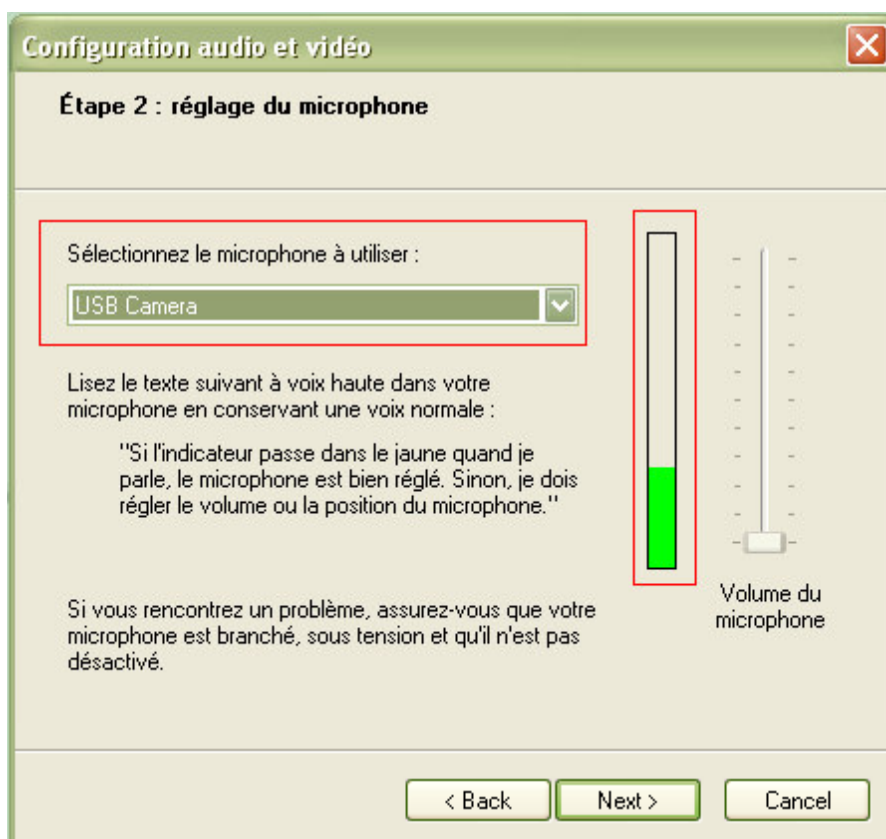 Configuration audio et vidéo
Étape 2 : réglage du microphone
Sélectionnez le microphone à utiliser :
USB Camera
Lisez le texte suivant à voix haute dans votre
microphone en conservant une voix normale :
"Si l'indicateur passe dans le jaune quand je
parle, le microphone est bien réglé. Sinon, je dois
régler le volume ou la position du microphone."
Volume du
microphone
Si vous rencontrez un problème, assurez-vous que votre
microphone est branché, sous tension et qu'il n'est pas
désactivé.
< Back
Next >
Cancel